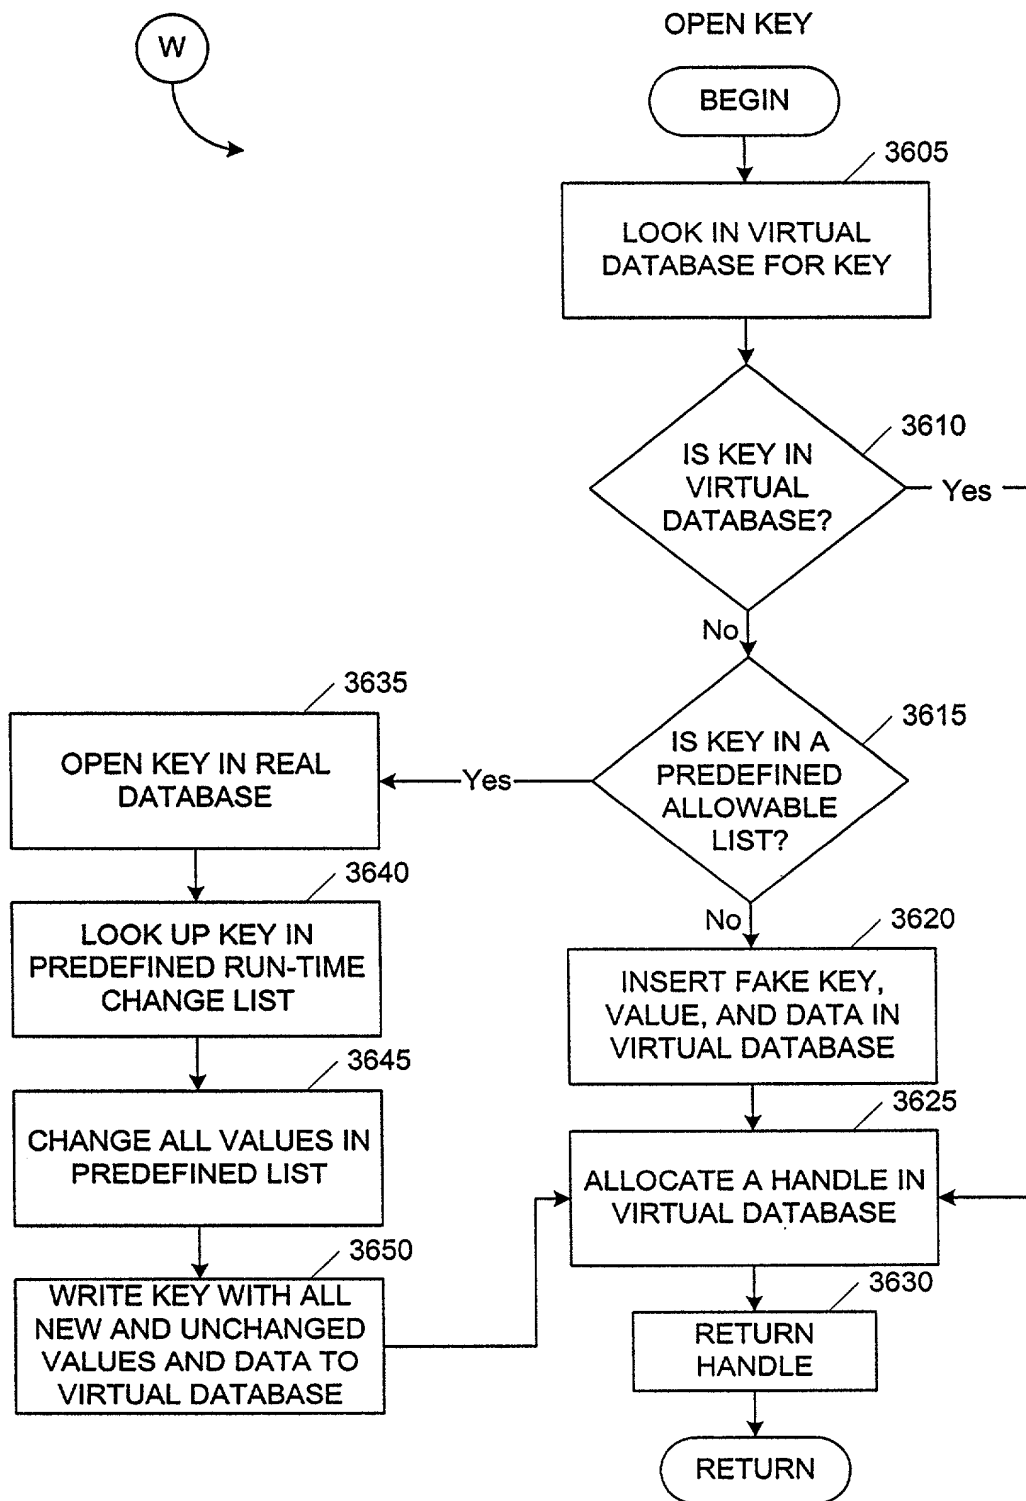 W
OPEN KEY
BEGIN
3605
LOOK IN VIRTUAL
DATABASE FOR KEY
3610
IS KEY IN
VIRTUAL
DATABASE?
Yes
No
3615
IS KEY IN A
PREDEFINED
ALLOWABLE
LIST?
Yes
No
3635
OPEN KEY IN REAL
DATABASE
3640
LOOK UP KEY IN
PREDEFINED RUN-TIME
CHANGE LIST
3645
CHANGE ALL VALUES IN
PREDEFINED LIST
3650
WRITE KEY WITH ALL
NEW AND UNCHANGED
VALUES AND DATA TO
VIRTUAL DATABASE
3620
INSERT FAKE KEY,
VALUE, AND DATA IN
VIRTUAL DATABASE
3625
ALLOCATE A HANDLE IN
VIRTUAL DATABASE
3630
RETURN
HANDLE
RETURN